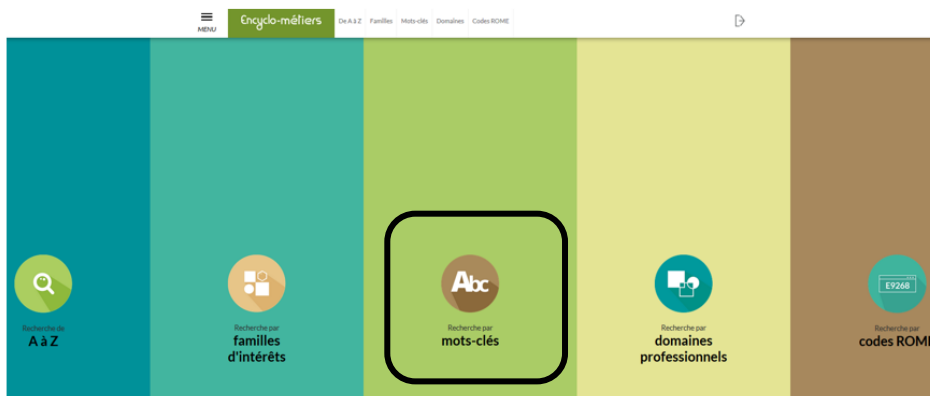 MENU
Encyclo-métiers
De A à Z Familles Mots-clés Domaines Codes ROME
Recherche de
A à Z
Recherche par
familles
d'intérêts
Abc
Recherche par
mots-clés
Recherche par
domaines
professionnels
E9268
Recherche par
codes ROME